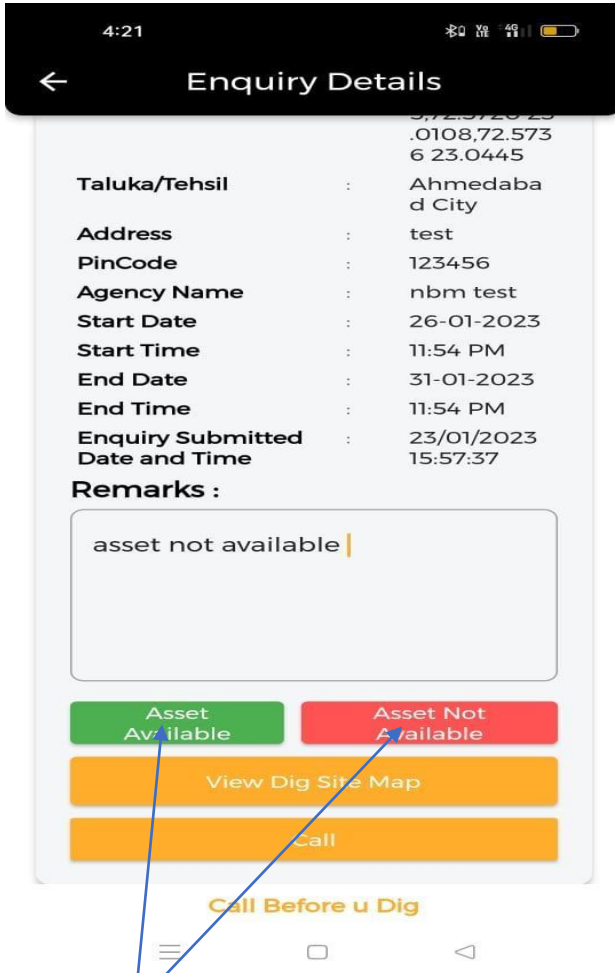 4:21 Vo LTE 4G
Enquiry Details
.0108,72.573
6 23.0445
Taluka/Tehsil : Ahmedaba
d City
Address : test
PinCode : 123456
Agency Name : nbm test
Start Date : 26-01-2023
Start Time : 11:54 PM
End Date : 31-01-2023
End Time : 11:54 PM
Enquiry Submitted : 23/01/2023
Date and Time 15:57:37
Remarks :
asset not available
Asset Asset Not
Available Available
View Dig Site Map
Call
Call Before u Dig